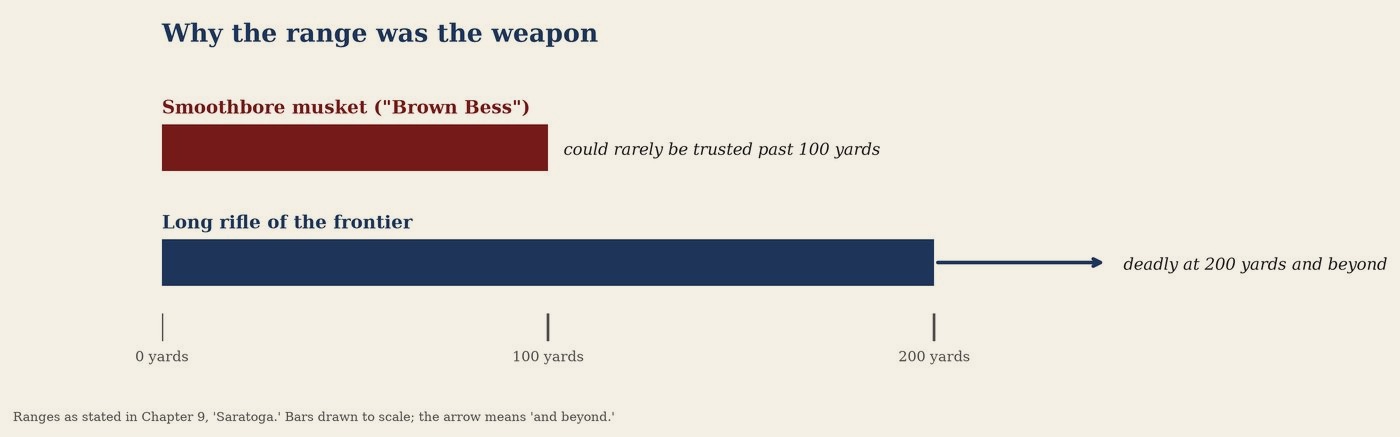 Why the range was the weapon
Smoothbore musket ("Brown Bess")
could rarely be trusted past 100 yards
Long rifle of the frontier
deadly at 200 yards and beyond
0 yards
100 yards
200 yards
Ranges as stated in Chapter 9, 'Saratoga.' Bars drawn to scale; the arrow means 'and beyond.'